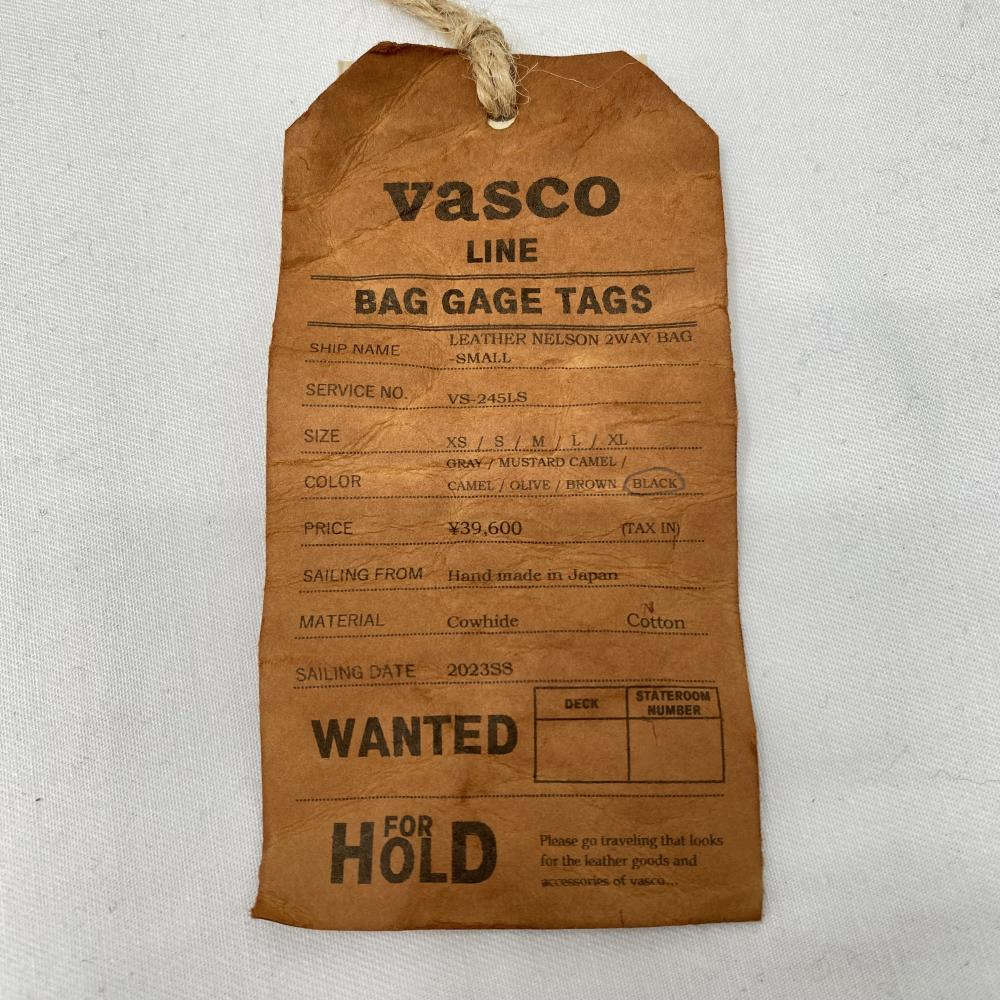 vasco
LINE
BAG GAGE TAGS
SHIP NAME LEATHER NELSON 2WAY BAG
-SMALL
SERVICE NO. VS-245LS
SIZE XS / S / M / L / XL
GRAY / MUSTARD CAMEL /
COLOR CAMEL / OLIVE / BROWN / BLACK
PRICE ¥39,600 (TAX IN)
SAILING FROM Hand made in Japan
MATERIAL Cowhide Cotton
SAILING DATE 2023SS
WANTED
DECK STATEROOM NUMBER
FOR
HOLD
Please go traveling that looks
for the leather goods and
accessories of vasco...